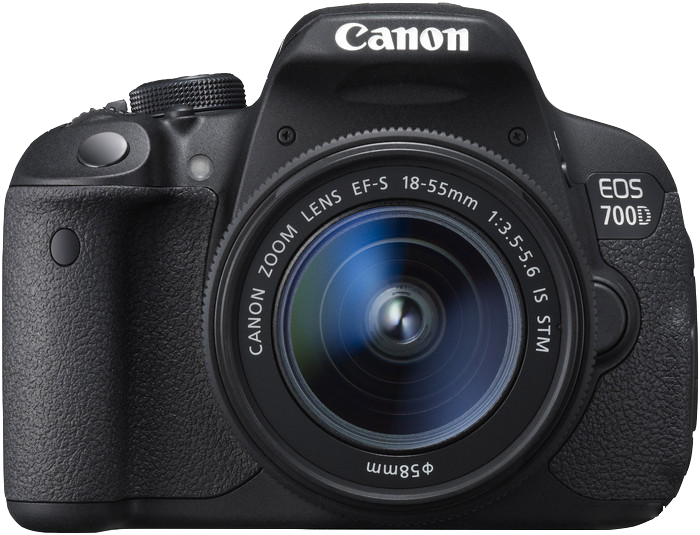 Canon
EOS
700D
CANON ZOOM LENS EF-S 18-55mm 1:3.5-5.6 IS STM
φ58mm